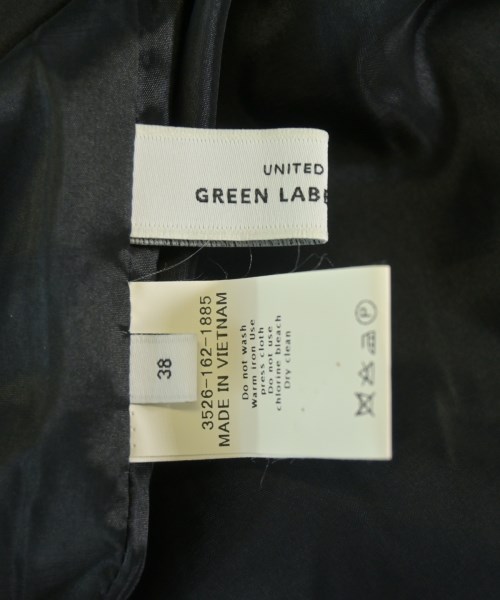 UNITED
GREEN LABE
38
3526-162-1885
MADE IN VIETNAM
Do not wash
Warm iron Use
press cloth
Do not use
chlorine bleach
Dry clean
P